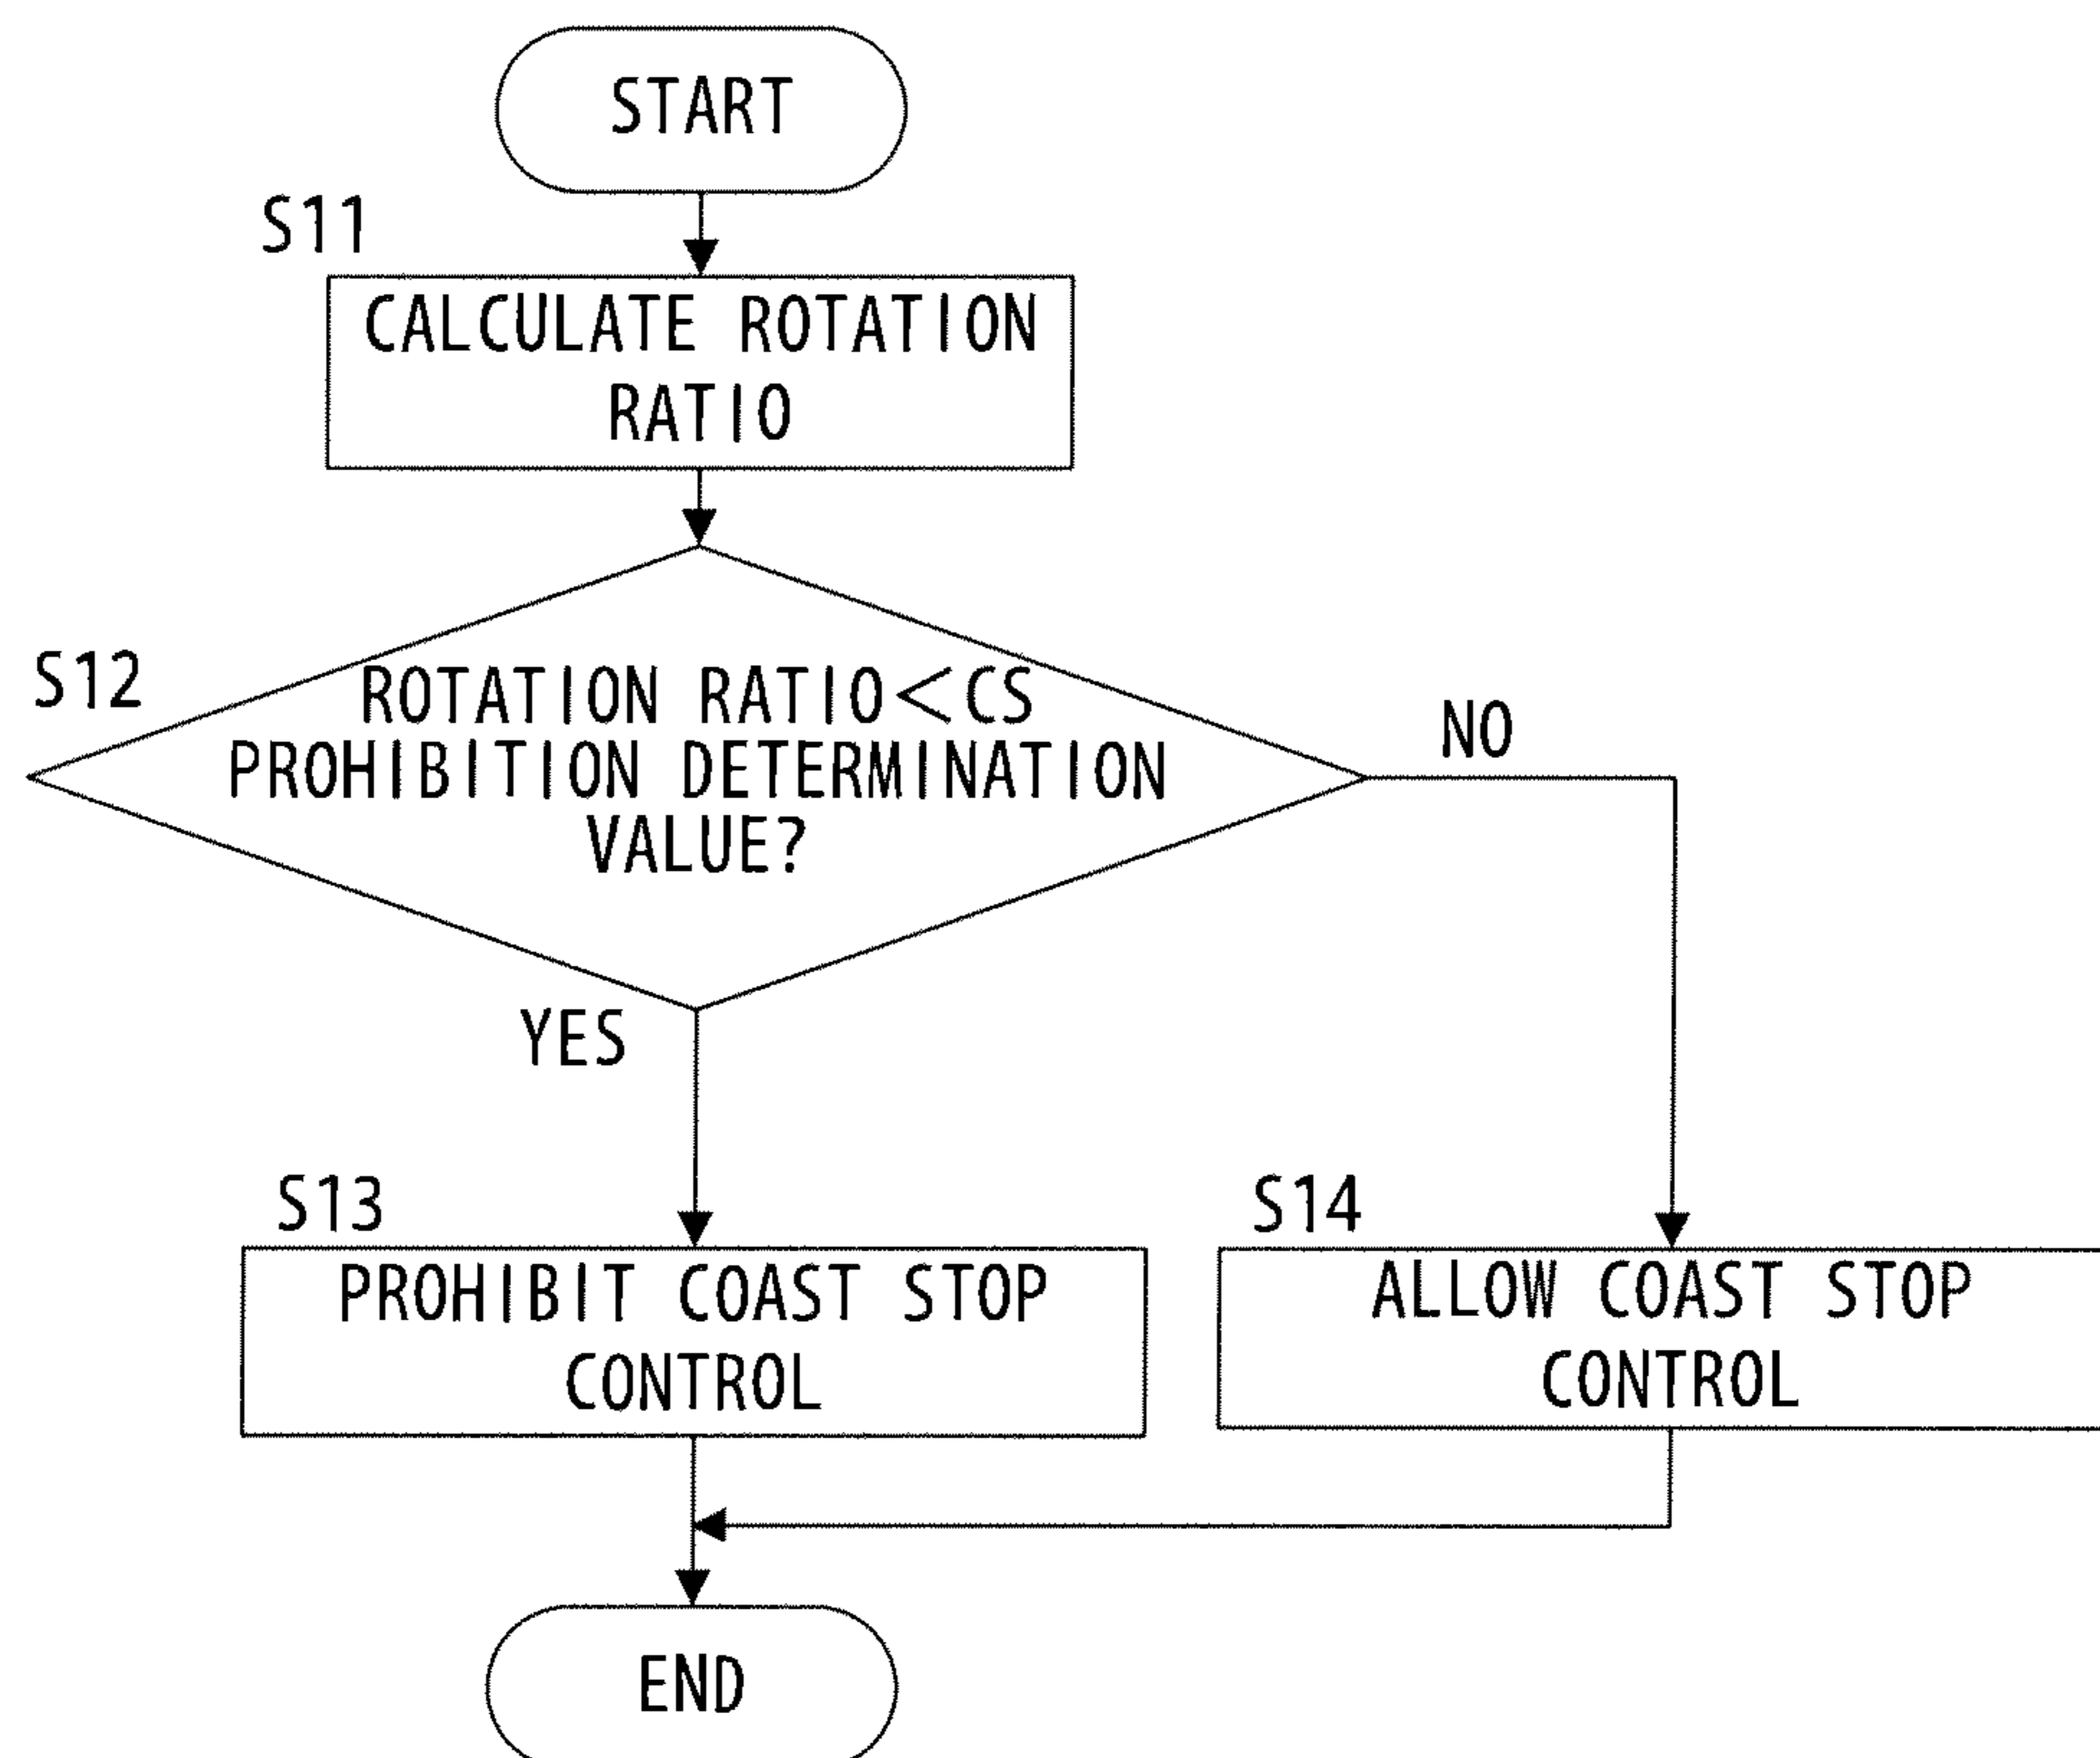 START
S11
CALCULATE ROTATION
RATIO
S12
ROTATION RATIO<CS
PROHIBITION DETERMINATION
VALUE?
NO
YES
S13
PROHIBIT COAST STOP
CONTROL
S14
ALLOW COAST STOP
CONTROL
END